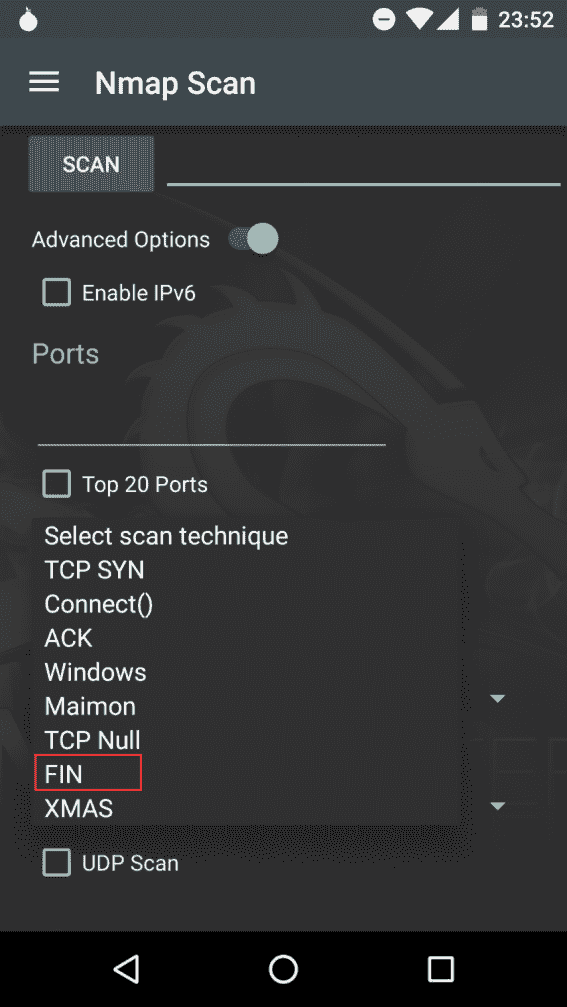 23:52
Nmap Scan
SCAN
Advanced Options
Enable IPv6
Ports
Top 20 Ports
Select scan technique
TCP SYN
Connect()
ACK
Windows
Maimon
TCP Null
FIN
XMAS
UDP Scan